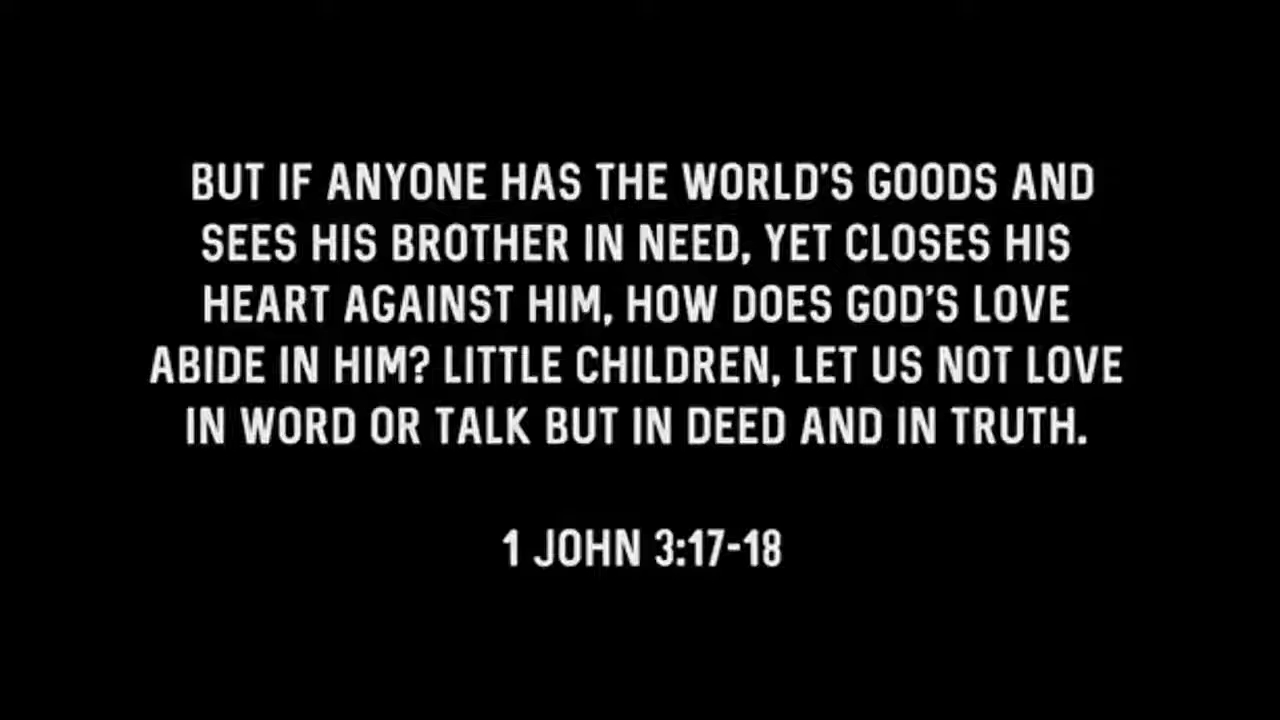 BUT IF ANYONE HAS THE WORLD’S GOODS AND
SEES HIS BROTHER IN NEED, YET CLOSES HIS
HEART AGAINST HIM, HOW DOES GOD’S LOVE
ABIDE IN HIM? LITTLE CHILDREN, LET US NOT LOVE
IN WORD OR TALK BUT IN DEED AND IN TRUTH.
1 JOHN 3:17-18